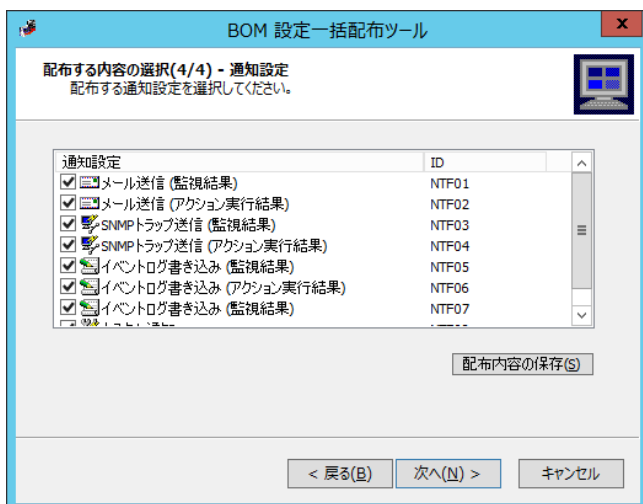 BOM 設定一括配布ツール
x
配布する内容の選択(4/4) - 通知設定
配布する通知設定を選択してください。
通知設定 ID
メール送信 (監視結果) NTF01
メール送信 (アクション実行結果) NTF02
SNMPトラップ送信 (監視結果) NTF03
SNMPトラップ送信 (アクション実行結果) NTF04
イベントログ書き込み (監視結果) NTF05
イベントログ書き込み (アクション実行結果) NTF06
イベントログ書き込み (監視結果) NTF07
配布内容の保存(S)
< 戻る(B) 次へ(N) > キャンセル